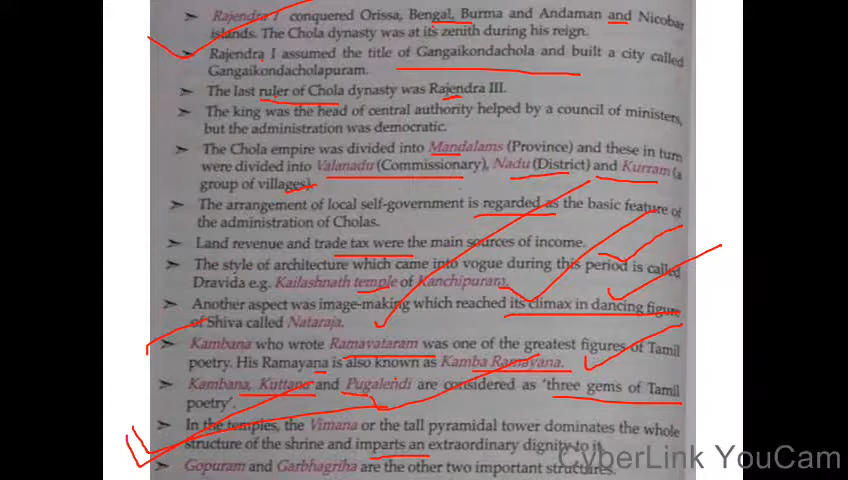 ➤ Rajendra I conquered Orissa, Bengal, Burma and Andaman and Nicobar
islands. The Chola dynasty was at its zenith during his reign.
➤ Rajendra I assumed the title of Gangaikondachola and built a city called
Gangaikondacholapuram.
➤ The last ruler of Chola dynasty was Rajendra III.
➤ The king was the head of central authority helped by a council of ministers,
but the administration was democratic.
➤ The Chola empire was divided into Mandalams (Province) and these in turn
were divided into Valanadu (Commissionary), Nadu (District) and Kurram (a
group of villages).
➤ The arrangement of local self-government is regarded as the basic feature of
the administration of Cholas.
➤ Land revenue and trade tax were the main sources of income.
➤ The style of architecture which came into vogue during this period is called
Dravida e.g. Kailashnath temple of Kanchipuram.
➤ Another aspect was image-making which reached its climax in dancing figure
of Shiva called Nataraja.
➤ Kambana who wrote Ramavataram was one of the greatest figures of Tamil
poetry. His Ramayana is also known as Kamba Ramayana.
➤ Kambana, Kuttana and Pugalendi are considered as 'three gems of Tamil
poetry'.
➤ In the temples, the Vimana or the tall pyramidal tower dominates the whole
structure of the shrine and imparts an extraordinary dignity to it.
➤ Gopuram and Garbhagriha are the other two important structures.
CyberLink YouCam